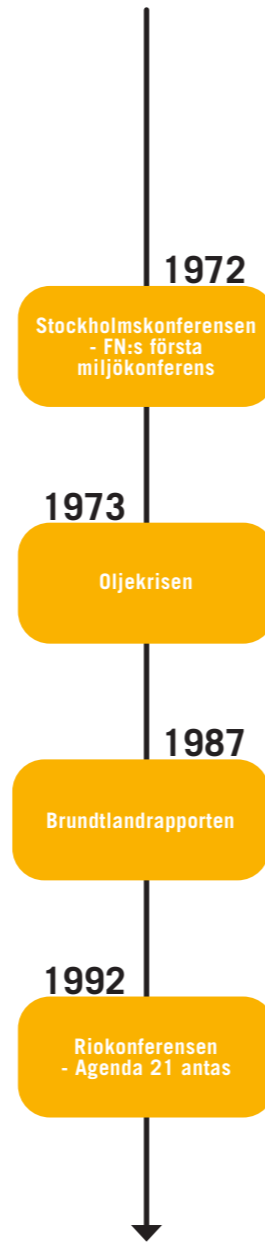 1972
Stockholmskonferensen
- FN:s första
miljökonferens
1973
Oljekrisen
1987
Brundtlandrapporten
1992
Riokonferensen
- Agenda 21 antas